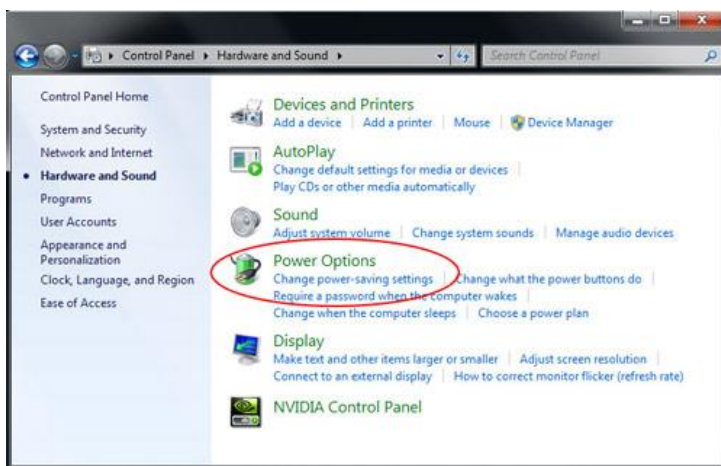 Control Panel Hardware and Sound Search Control Panel
Control Panel Home
System and Security
Network and Internet
Hardware and Sound
Programs
User Accounts
Appearance and
Personalization
Clock, Language, and Region
Ease of Access
Devices and Printers
Add a device Add a printer Mouse Device Manager
AutoPlay
Change default settings for media or devices
Play CDs or other media automatically
Sound
Adjust system volume Change system sounds Manage audio devices
Power Options
Change power-saving settings Change what the power buttons do
Require a password when the computer wakes
Change when the computer sleeps Choose a power plan
Display
Make text and other items larger or smaller Adjust screen resolution
Connect to an external display How to correct monitor flicker (refresh rate)
NVIDIA Control Panel